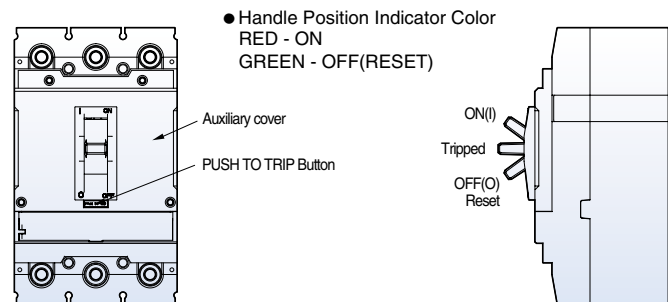 ● Handle Position Indicator Color
RED - ON
GREEN - OFF(RESET)
I ON
Auxiliary cover
PUSH TO TRIP Button
O OFF
ON(I)
Tripped
OFF(O)
Reset